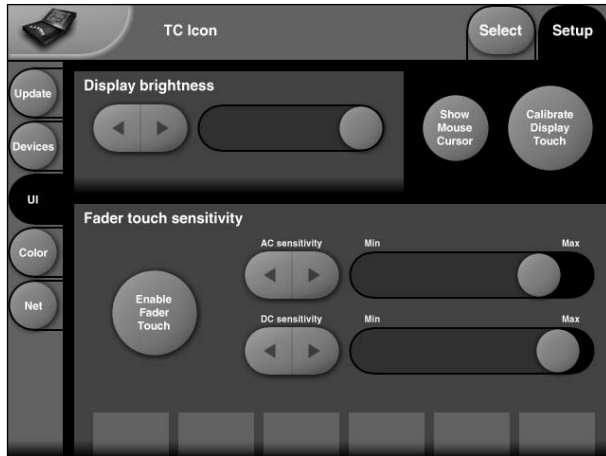 TC Icon
Select
Setup
Update
Devices
UI
Color
Net
Display brightness
Show
Mouse
Cursor
Calibrate
Display
Touch
Fader touch sensitivity
Enable
Fader
Touch
AC sensitivity Min Max
DC sensitivity Min Max